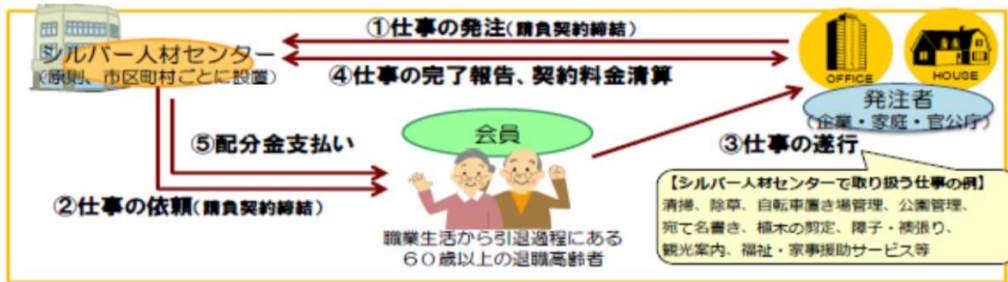 ①仕事の発注(請負契約締結)
シルバー人材センター
(原則、市区町村ごとに設置)
④仕事の完了報告、契約料金清算
OFFICE
HOUSE
発注者
(企業・家庭・官公庁)
⑤配分金支払い
会員
③仕事の遂行
②仕事の依頼(請負契約締結)
職業生活から引退過程にある
60歳以上の退職高齢者
【シルバー人材センターで取り扱う仕事の例】
清掃、除草、自転車置き場管理、公園管理、
宛て名書き、植木の剪定、障子・襖張り、
観光案内、福祉・家事援助サービス等